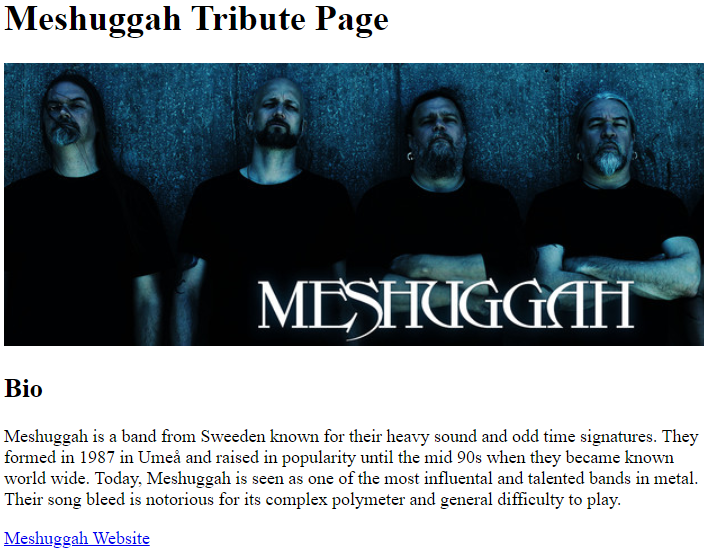 Meshuggah Tribute Page
MESHUGGAH
Bio
Meshuggah is a band from Sweeden known for their heavy sound and odd time signatures. They
formed in 1987 in Umeå and raised in popularity until the mid 90s when they became known
world wide. Today, Meshuggah is seen as one of the most influental and talented bands in metal.
Their song bleed is notorious for its complex polymeter and general difficulty to play.
Meshuggah Website